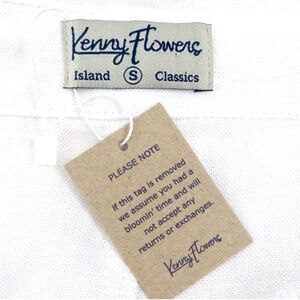 Kenny Flowers
Island S Classics
PLEASE NOTE
If this tag is removed
we assume you had a
bloomin' time and will
not accept any
returns or exchanges.
Kenny Flowers